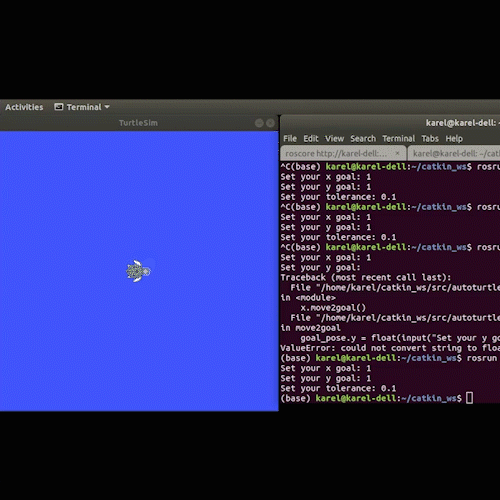 Activities Terminal
TurtleSim
karel@karel-dell: ~
File Edit View Search Terminal Tabs Help
roscore http://karel-dell:... × karel@karel-dell: ~/cat
^C(base) karel@karel-dell:~/catkin_ws$ rosru
Set your x goal: 1
Set your y goal: 1
Set your tolerance: 0.1
^C(base) karel@karel-dell:~/catkin_ws$ rosru
Set your x goal: 1
Set your y goal: 1
Set your tolerance: 0.1
^C(base) karel@karel-dell:~/catkin_ws$ rosru
Set your x goal: 1
Set your y goal:
Traceback (most recent call last):
File "/home/karel/catkin_ws/src/autoturtle
in <module>
x.move2goal()
File "/home/karel/catkin_ws/src/autoturtle
in move2goal
goal_pose.y = float(input("Set your y go
ValueError: could not convert string to floa
(base) karel@karel-dell:~/catkin_ws$ rosrun
Set your x goal: 1
Set your y goal: 1
Set your tolerance: 0.1
(base) karel@karel-dell:~/catkin_ws$